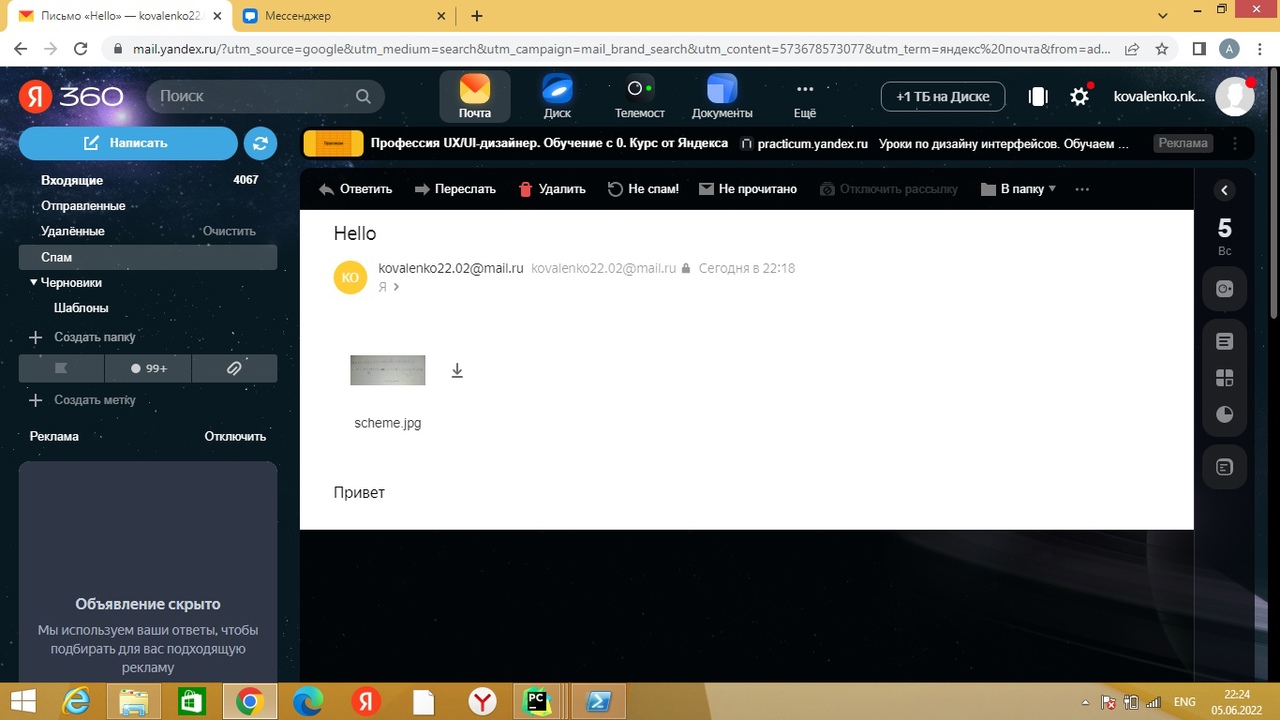 Письмо «Hello» — kovalenko22.
Мессенджер
mail.yandex.ru/?utm_source=google&utm_medium=search&utm_campaign=mail_brand_search&utm_content=573678573077&utm_term=яндекс%20почта&from=ad...
A
Я 360
Поиск
Почта
Диск
Телемост
Документы
Ещё
+1 ТБ на Диске
kovalenko.nk...
Написать
Профессия UX/UI-дизайнер. Обучение с 0. Курс от Яндекса
practicum.yandex.ru
Уроки по дизайну интерфейсов. Обучаем ...
Реклама
Входящие 4067
Отправленные
Удалённые Очистить
Спам
Черновики
Шаблоны
Создать папку
99+
Создать метку
Реклама Отключить
Объявление скрыто
Мы используем ваши ответы, чтобы
подбирать для вас подходящую
рекламу
Ответить Переслать Удалить Не спам! Не прочитано Отключить рассылку В папку
Hello
КО
kovalenko22.02@mail.ru kovalenko22.02@mail.ru Сегодня в 22:18
Я
scheme.jpg
Привет
5
Вс
Я
Y
PC
ENG
22:24
05.06.2022